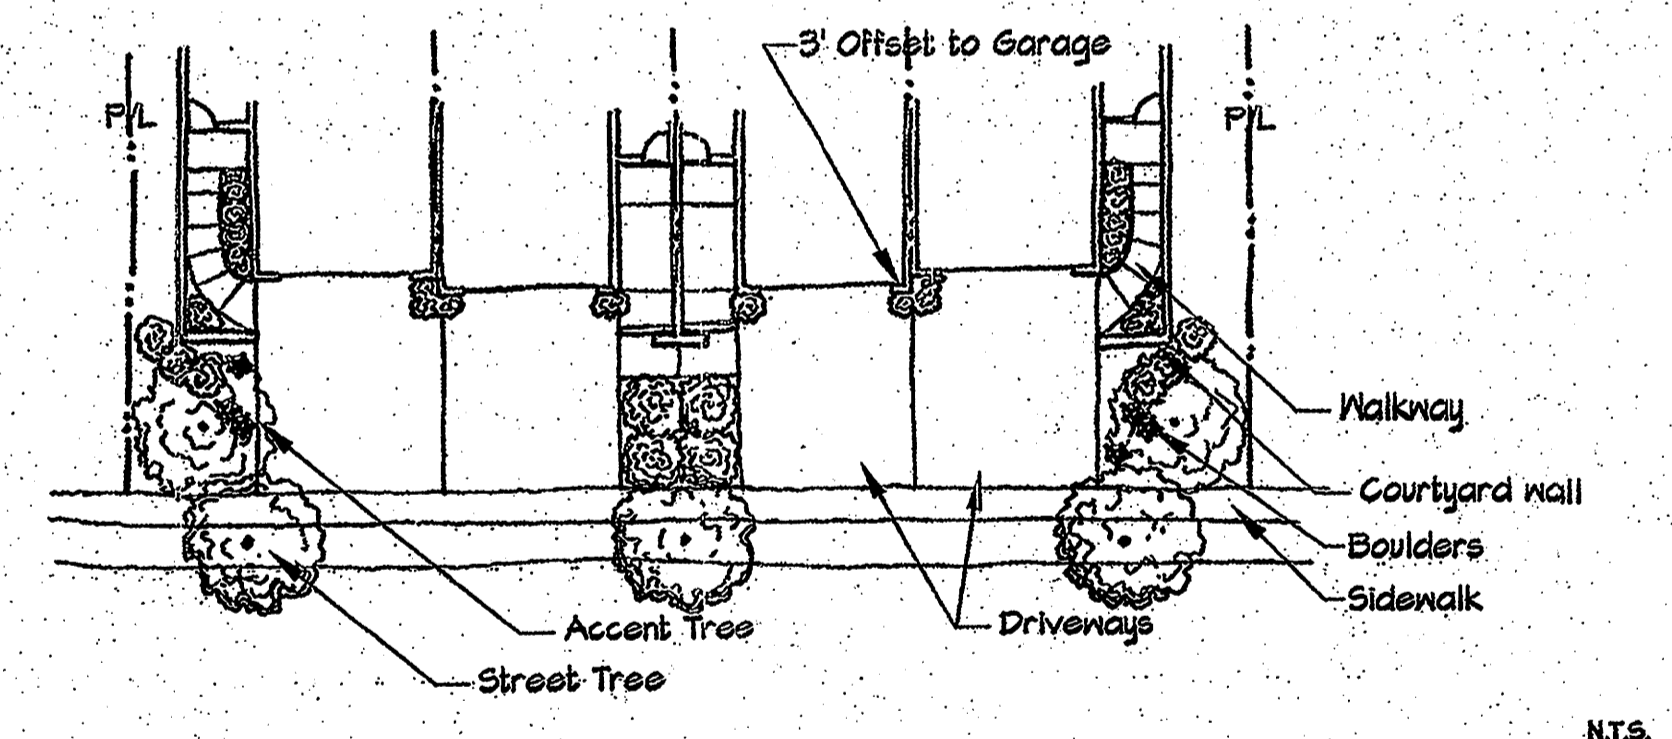 3' Offset to Garage
P/L
P/L
Walkway
Courtyard wall
Boulders
Sidewalk
Accent Tree
Driveways
Street Tree
N.T.S.